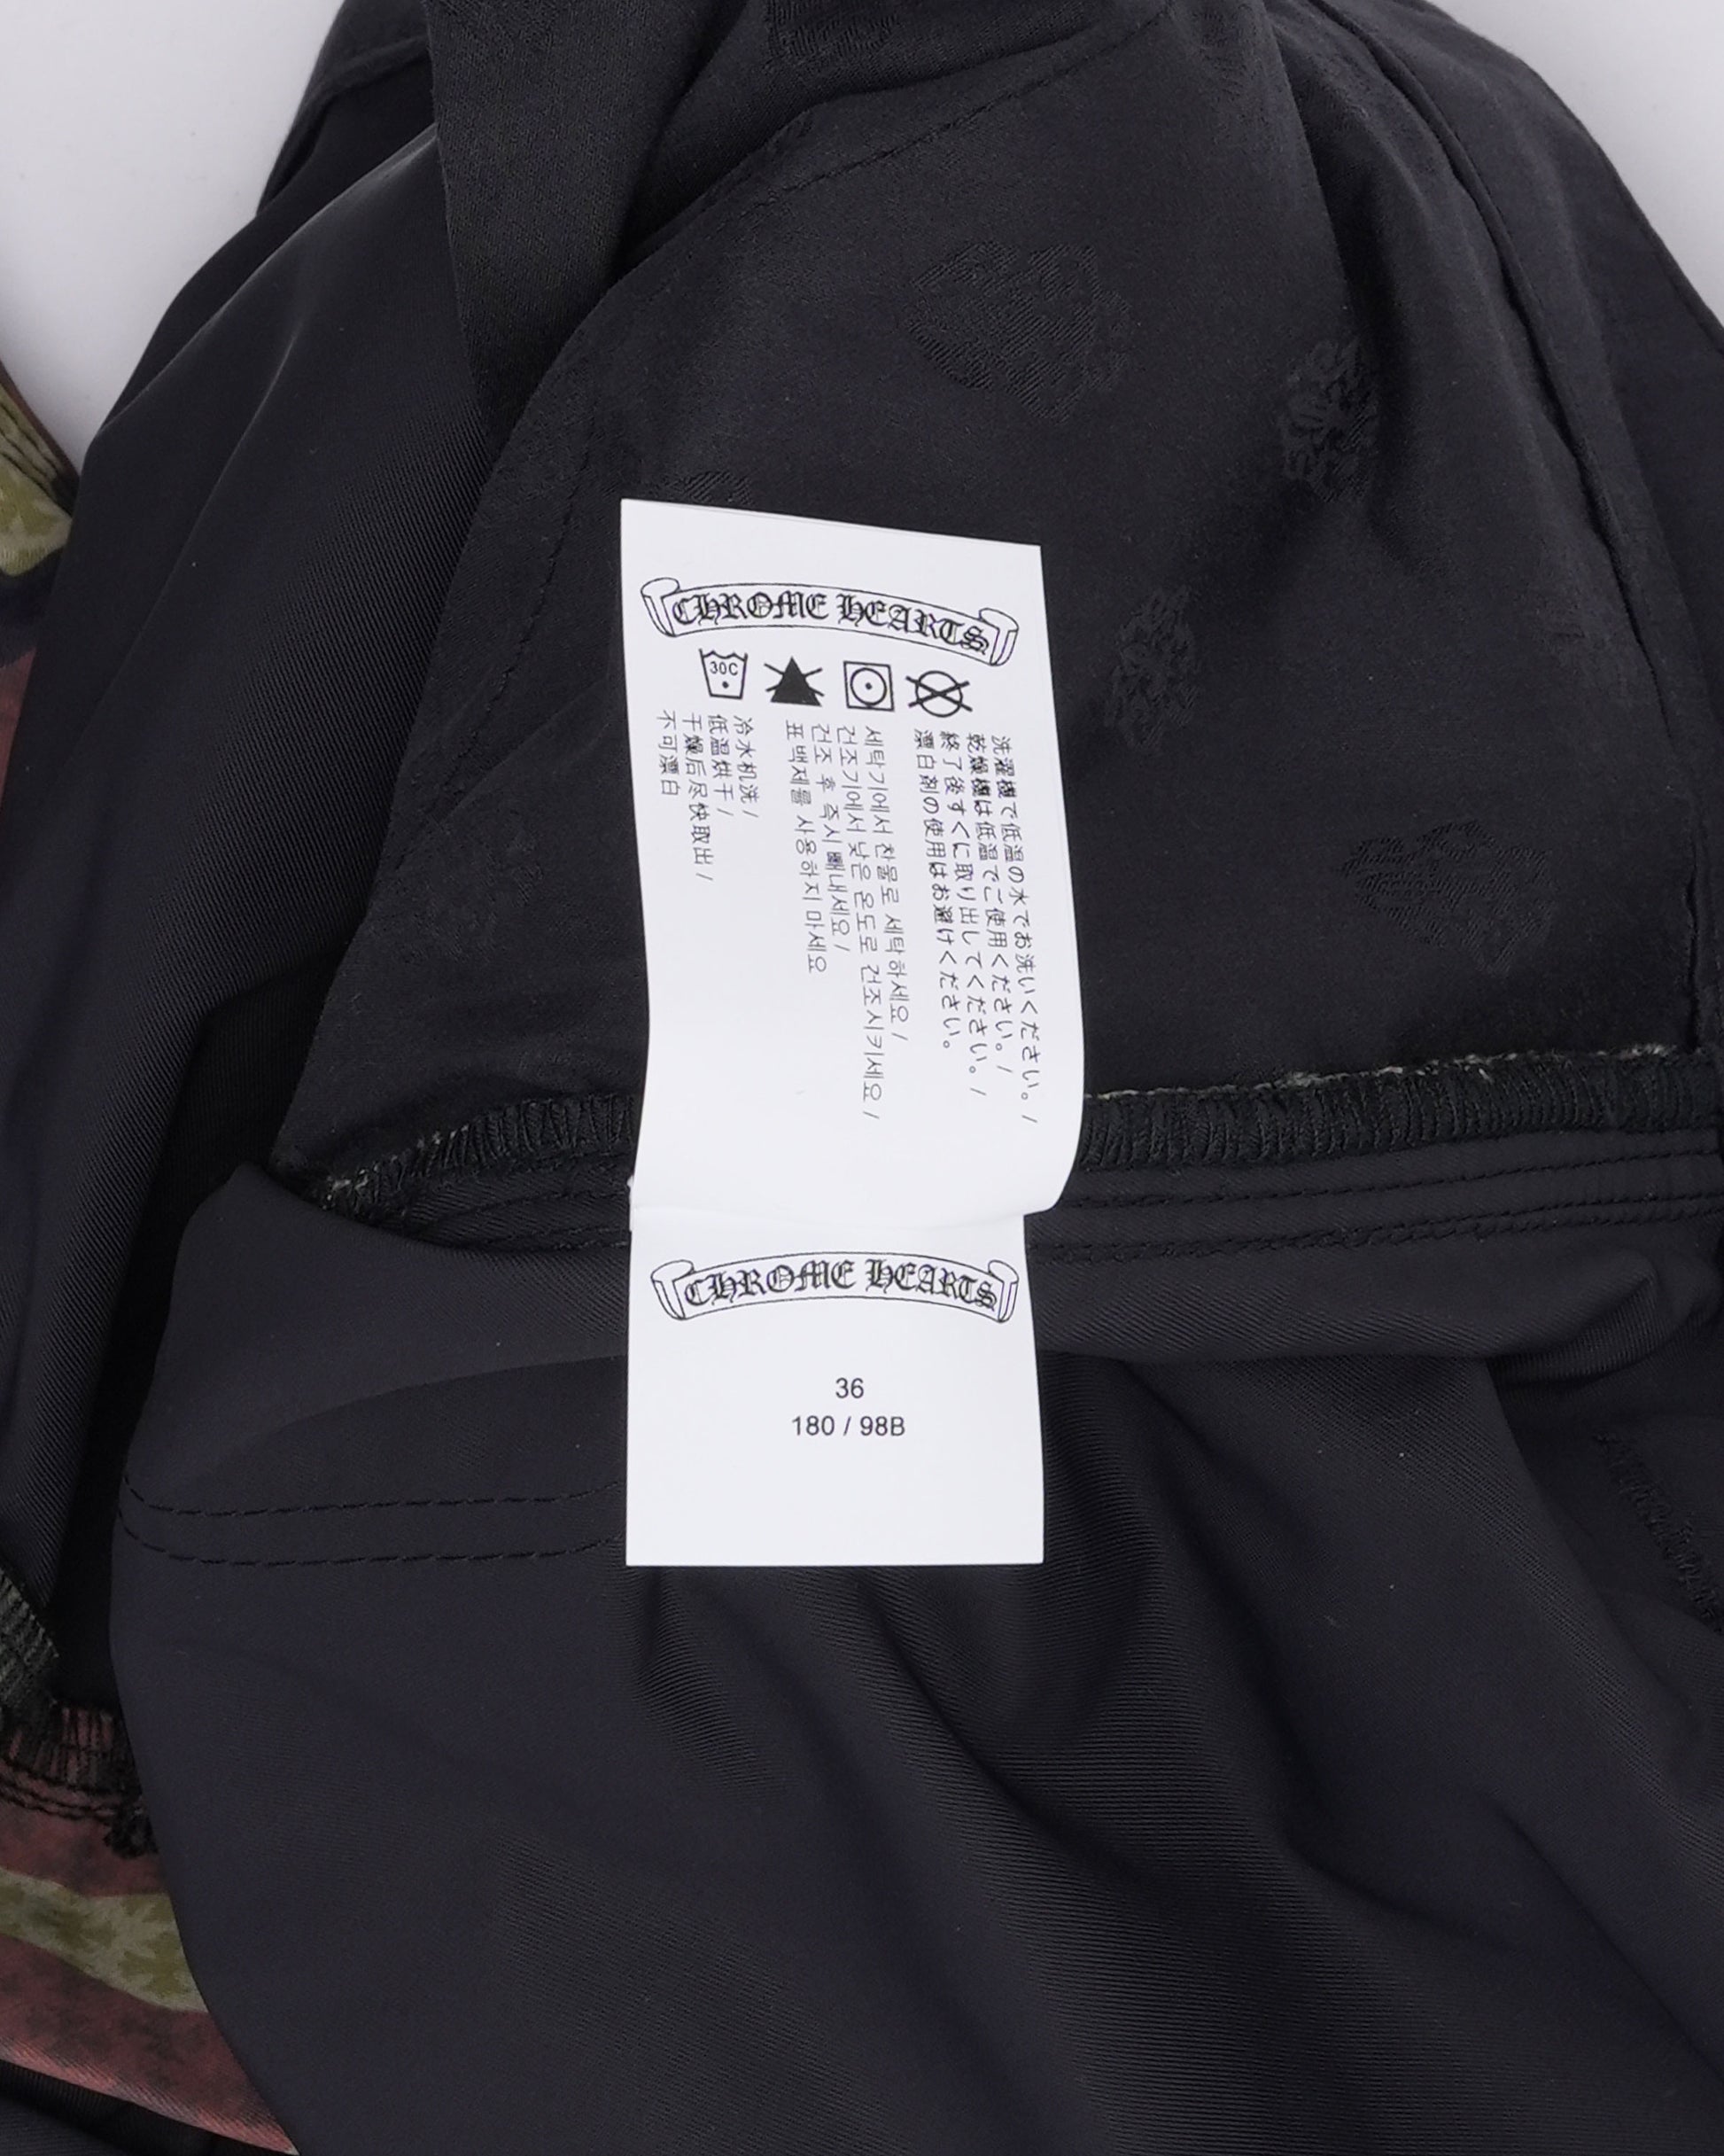 CHROME HEARTS
30C
洗濯機で低温の水でお洗いください。/
乾燥機は低温でご使用ください。/
終了後すぐに取り出してください。/
漂白剤の使用はお避けください。
세탁기에서 찬물로 세탁하세요 /
건조기에서 낮은 온도로 건조시키세요 /
건조 후 즉시 빼내세요 /
표백제를 사용하지 마세요
冷水机洗 /
低温烘干 /
干燥后尽快取出 /
不可漂白
CHROME HEARTS
36
180 / 98B